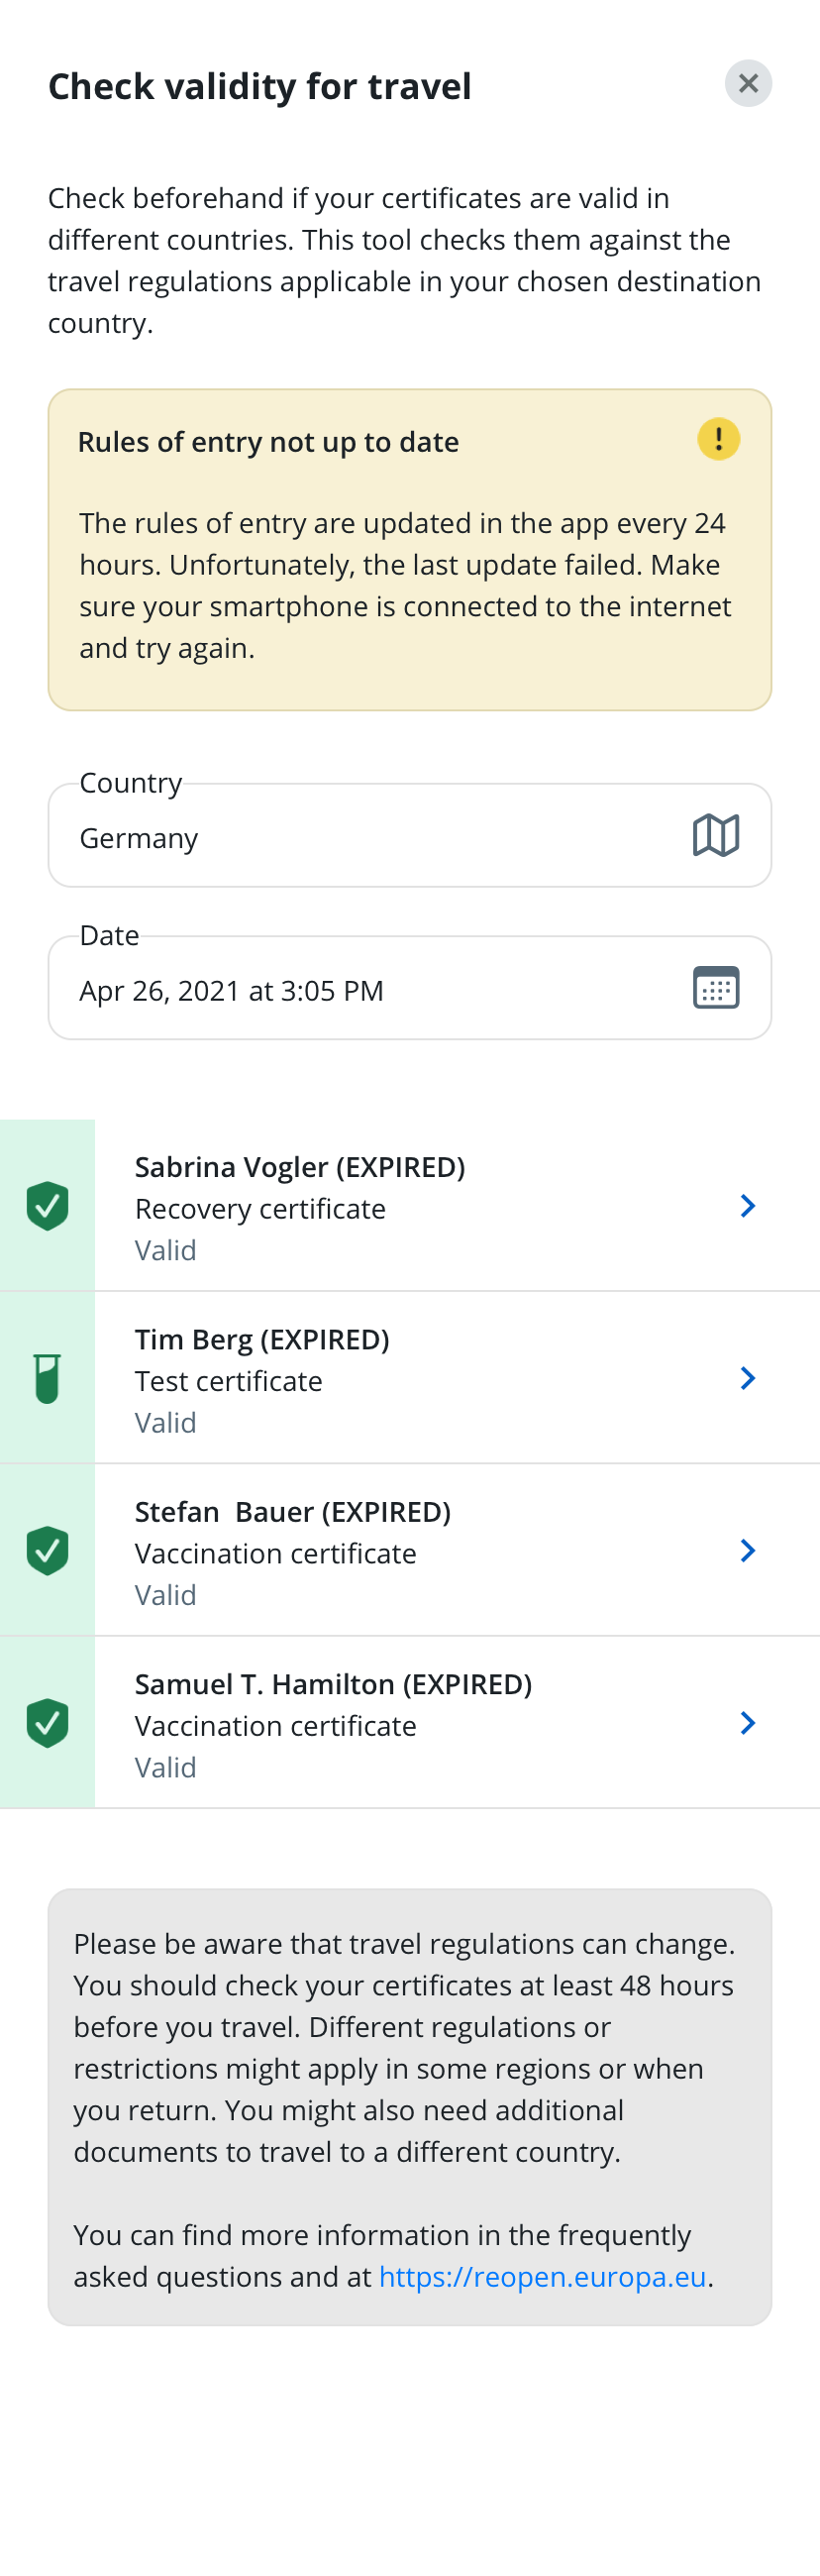 Check validity for travel
Check beforehand if your certificates are valid in
different countries. This tool checks them against the
travel regulations applicable in your chosen destination
country.
Rules of entry not up to date
!
The rules of entry are updated in the app every 24
hours. Unfortunately, the last update failed. Make
sure your smartphone is connected to the internet
and try again.
Country
Germany
Date
Apr 26, 2021 at 3:05 PM
Sabrina Vogler (EXPIRED)
Recovery certificate
Valid
Tim Berg (EXPIRED)
Test certificate
Valid
Stefan  Bauer (EXPIRED)
Vaccination certificate
Valid
Samuel T. Hamilton (EXPIRED)
Vaccination certificate
Valid
Please be aware that travel regulations can change.
You should check your certificates at least 48 hours
before you travel. Different regulations or
restrictions might apply in some regions or when
you return. You might also need additional
documents to travel to a different country.
You can find more information in the frequently
asked questions and at https://reopen.europa.eu.